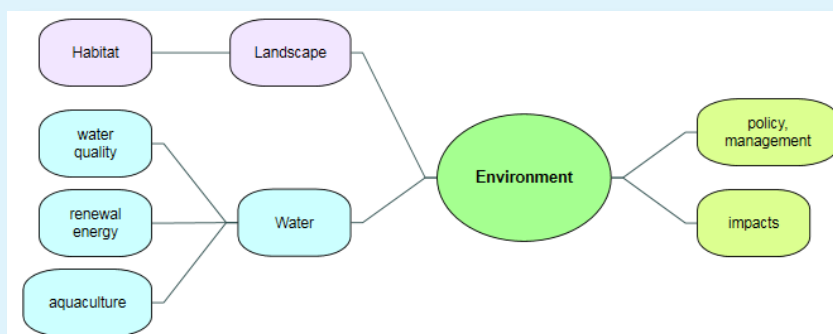 Habitat
Landscape
water
quality
renewal
energy
aquaculture
Water
Environment
policy,
management
impacts